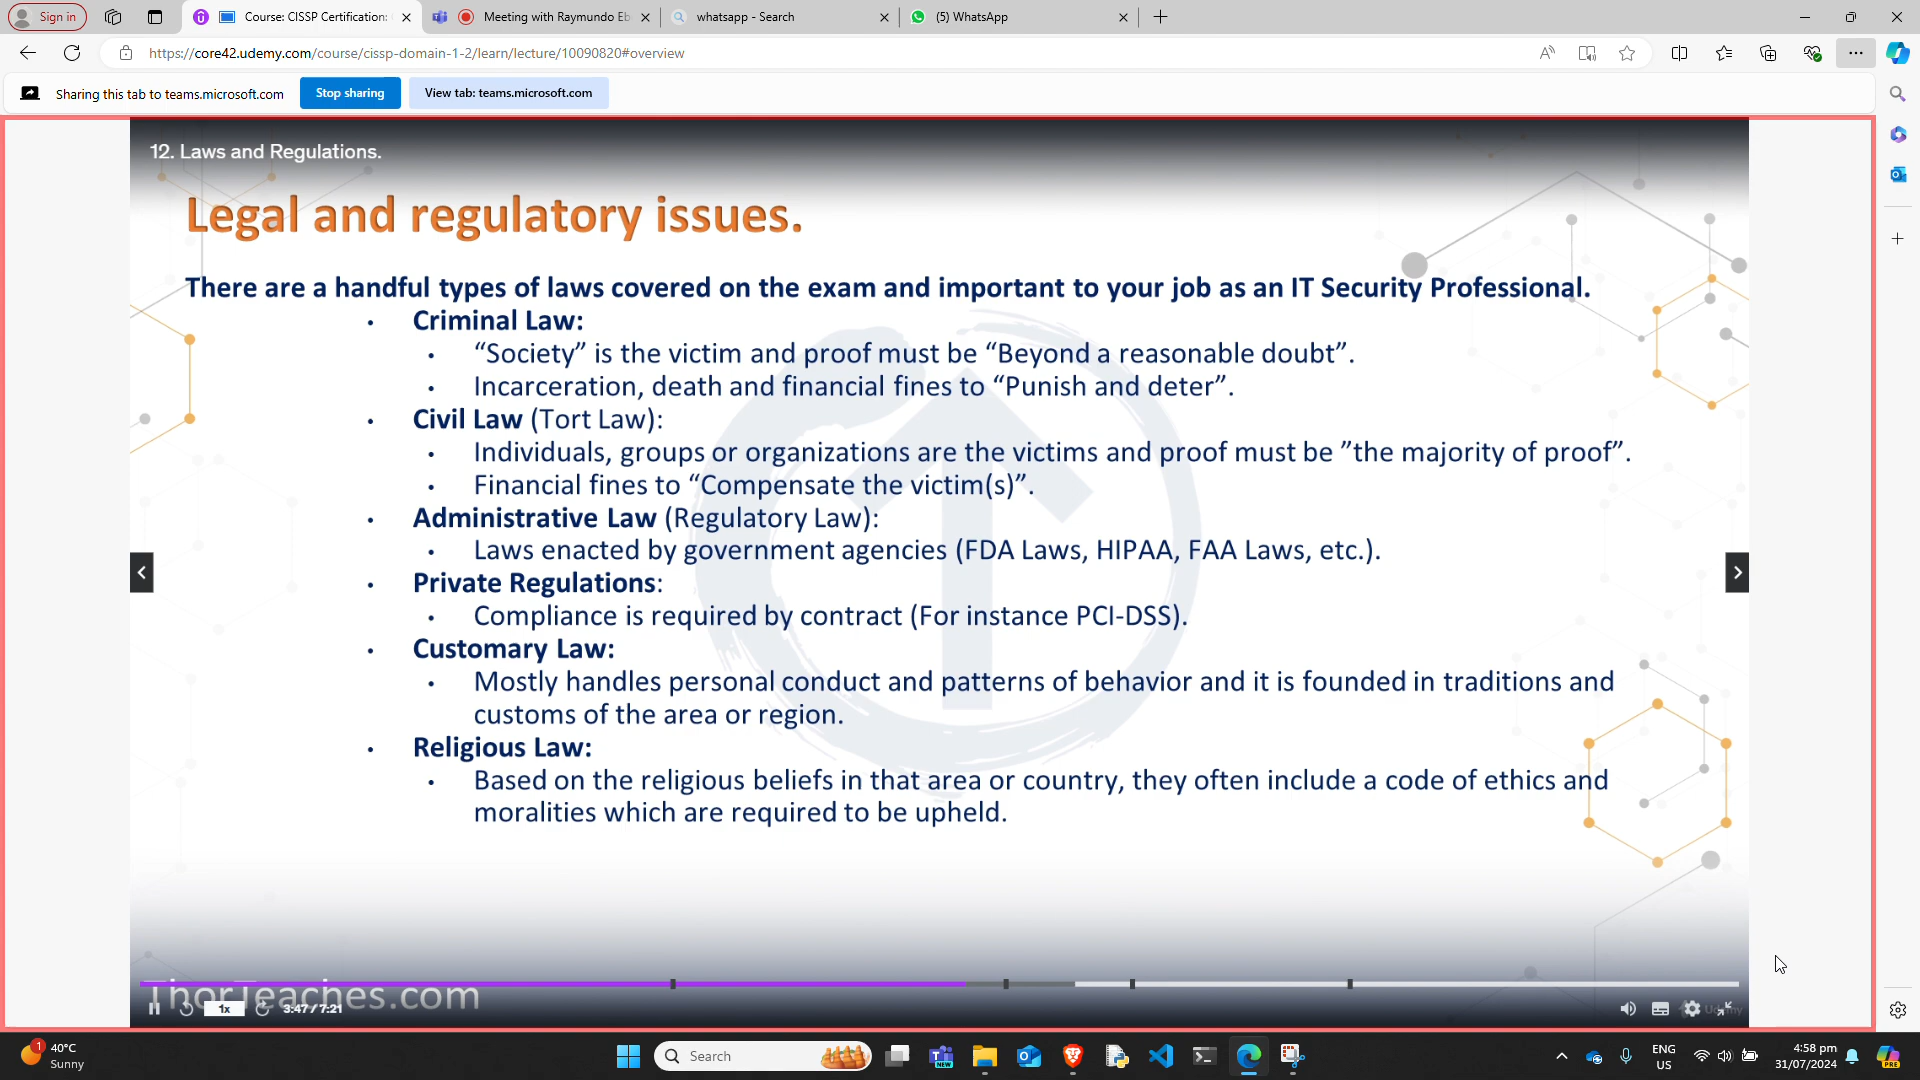 Sign in
Course: CISSP Certification:
Meeting with Raymundo Eb
whatsapp - Search
(5) WhatsApp
https://core42.udemy.com/course/cissp-domain-1-2/learn/lecture/10090820#overview
Sharing this tab to teams.microsoft.com
Stop sharing
View tab: teams.microsoft.com
12. Laws and Regulations.
Legal and regulatory issues.
There are a handful types of laws covered on the exam and important to your job as an IT Security Professional.
• Criminal Law:
• “Society” is the victim and proof must be “Beyond a reasonable doubt”.
• Incarceration, death and financial fines to “Punish and deter”.
• Civil Law (Tort Law):
• Individuals, groups or organizations are the victims and proof must be ”the majority of proof”.
• Financial fines to “Compensate the victim(s)”.
• Administrative Law (Regulatory Law):
• Laws enacted by government agencies (FDA Laws, HIPAA, FAA Laws, etc.).
• Private Regulations:
• Compliance is required by contract (For instance PCI-DSS).
• Customary Law:
• Mostly handles personal conduct and patterns of behavior and it is founded in traditions and
customs of the area or region.
• Religious Law:
• Based on the religious beliefs in that area or country, they often include a code of ethics and
moralities which are required to be upheld.
ThorTeaches.com
1x
3:47 / 7:21
1
40°C
Sunny
Search
NEW
ENG
US
4:58 pm
31/07/2024
PRE